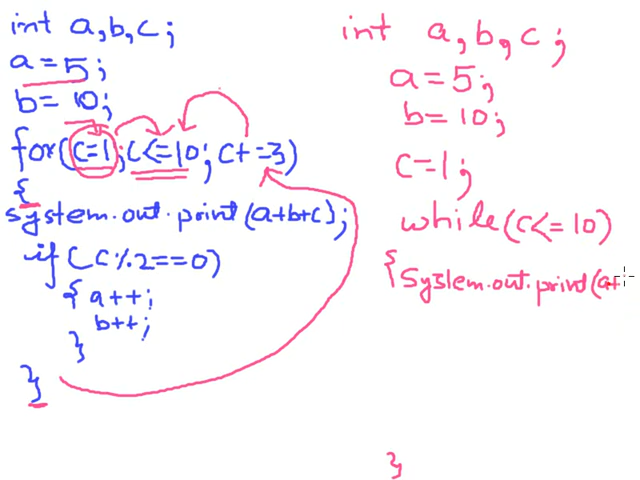 int a,b,c;
a=5;
b=10;
for(c=1;c<=10;c+=3)
{
system.out.print(a+b+c);
if(c%2==0)
{ a++;
b++;
}
}
int a,b,c;
a=5;
b=10;
c=1;
while(c<=10)
{System.out.print(a+
}